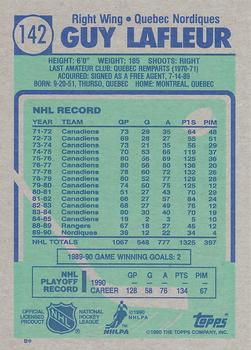 142
Right Wing • Quebec Nordiques
GUY LAFLEUR
HEIGHT: 6'0" WEIGHT: 185 SHOOTS: RIGHT
LAST AMATEUR CLUB: QUEBEC REMPARTS (1970-71)
ACQUIRED: SIGNED AS A FREE AGENT, 7-14-89
BORN: 9-20-51, THURSO, QUEBEC HOME: MONTREAL, QUEBEC
NHL RECORD
YEAR TEAM GP G A PTS PIM
71-72 Canadiens 73 29 35 64 48
72-73 Canadiens 69 28 27 55 51
73-74 Canadiens 73 21 35 56 29
74-75 Canadiens 70 53 66 119 37
75-76 Canadiens 80 56 69 125 36
76-77 Canadiens 80 56 80 136 20
77-78 Canadiens 78 60 72 132 26
78-79 Canadiens 80 52 77 129 28
79-80 Canadiens 74 50 75 125 12
80-81 Canadiens 51 27 43 70 29
81-82 Canadiens 66 27 57 84 24
82-83 Canadiens 68 27 49 76 12
83-84 Canadiens 80 30 40 70 19
84-85 Canadiens 19 2 3 5 10
88-89 Rangers 67 18 27 45 12
89-90 Nordiques 39 12 22 34 4
NHL TOTALS 1067 548 777 1325 397
1989-90 GAME WINNING GOALS: 2
NHL PLAYOFF RECORD
GP G A PTS PIM
1990
CAREER 128 58 76 134 67
OFFICIAL LICENSED PRODUCT
NHL
NATIONAL HOCKEY LEAGUE
NHLPA
©1990 NHLPA
TOPPS
©1990 THE TOPPS COMPANY, INC.